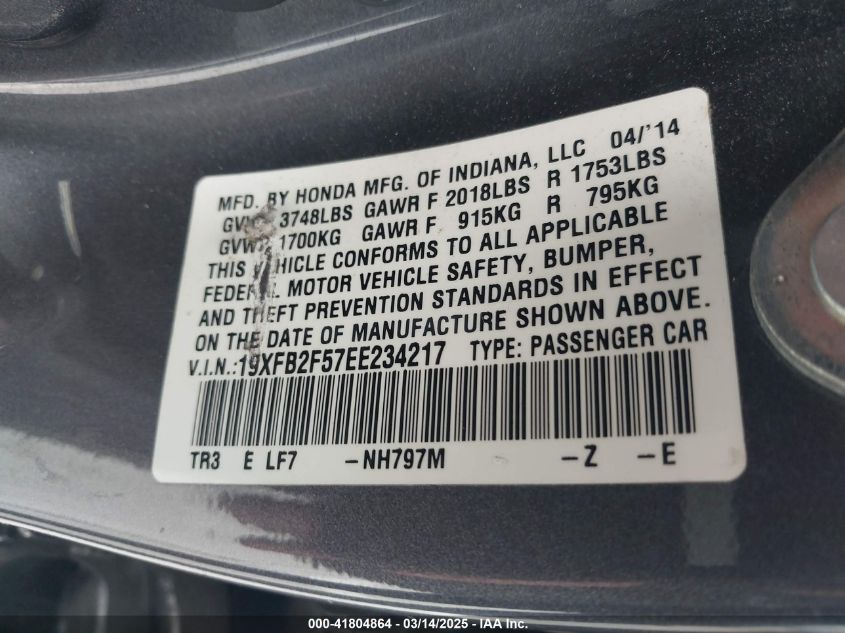 MFD. BY HONDA MFG. OF INDIANA, LLC 04/'14
3748LBS GAWR F 2018LBS R 1753LBS
1700KG GAWR F 915KG R 795KG
THIS VEHICLE CONFORMS TO ALL APPLICABLE
FEDERAL MOTOR VEHICLE SAFETY, BUMPER,
AND THEFT PREVENTION STANDARDS IN EFFECT
ON THE DATE OF MANUFACTURE SHOWN ABOVE.
V.I.N.:19XFB2F57EE234217 TYPE: PASSENGER CAR
TR3 E LF7 -NH797M -Z -E
000-41804864 - 03/14/2025 - IAA Inc.